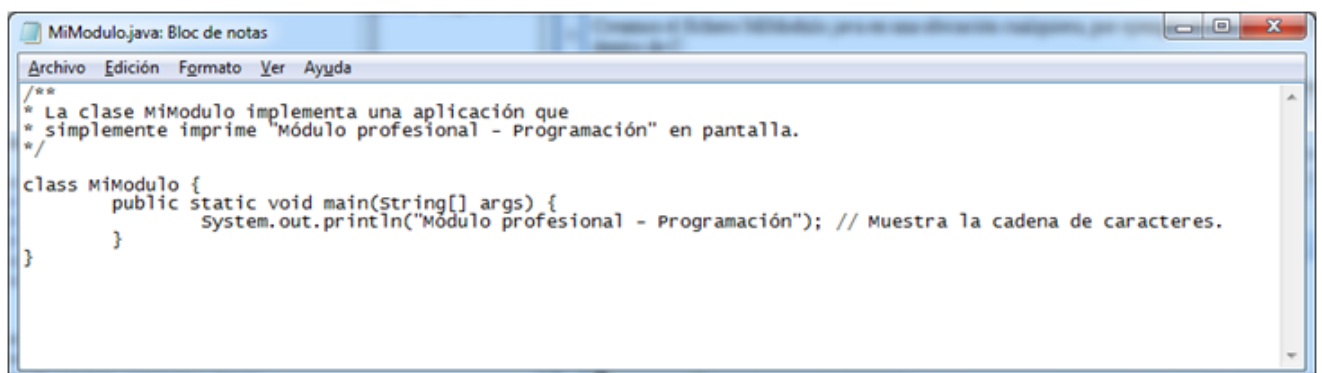 MiModulo.java: Bloc de notas
Archivo Edición Formato Ver Ayuda
/**
* La clase MiModulo implementa una aplicación que
* simplemente imprime "Módulo profesional - Programación" en pantalla.
*/
class MiModulo {
public static void main(String[] args) {
System.out.println("Módulo profesional - Programación"); // Muestra la cadena de caracteres.
}
}